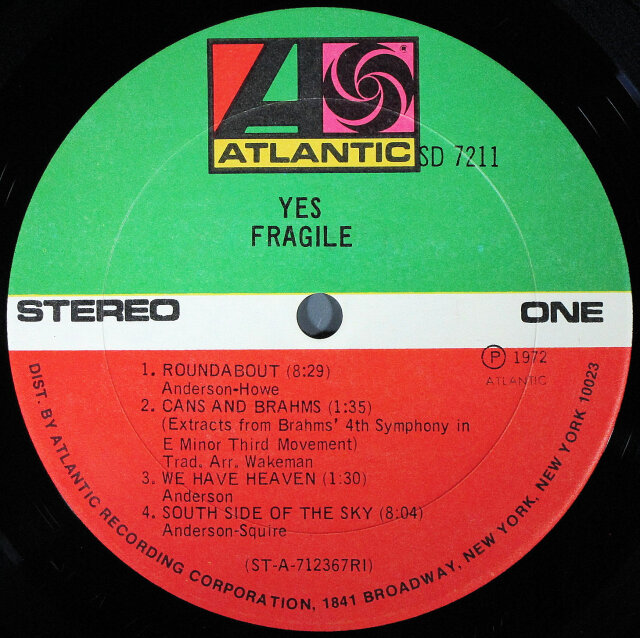 ATLANTIC
SD 7211
YES
FRAGILE
STEREO
ONE
Ⓟ 1972
ATLANTIC
1. ROUNDABOUT (8:29)
Anderson-Howe
2. CANS AND BRAHMS (1:35)
(Extracts from Brahms' 4th Symphony in
E Minor Third Movement)
Trad. Arr. Wakeman
3. WE HAVE HEAVEN (1:30)
Anderson
4. SOUTH SIDE OF THE SKY (8:04)
Anderson-Squire
(ST-A-712367RI)
DIST. BY ATLANTIC RECORDING CORPORATION, 1841 BROADWAY, NEW YORK, NEW YORK 10023